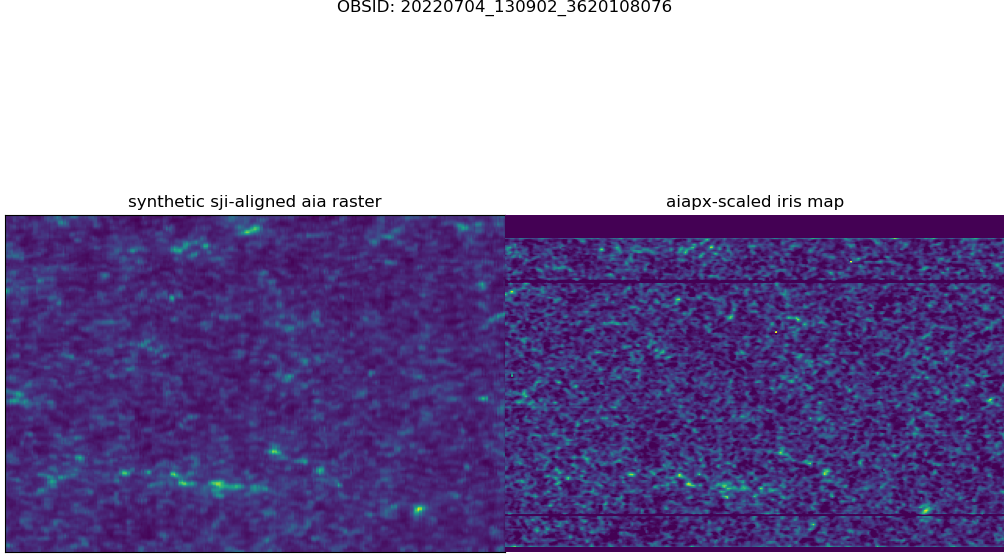 OBSID: 20220704_130902_3620108076
synthetic sji-aligned aia raster
aiapx-scaled iris map